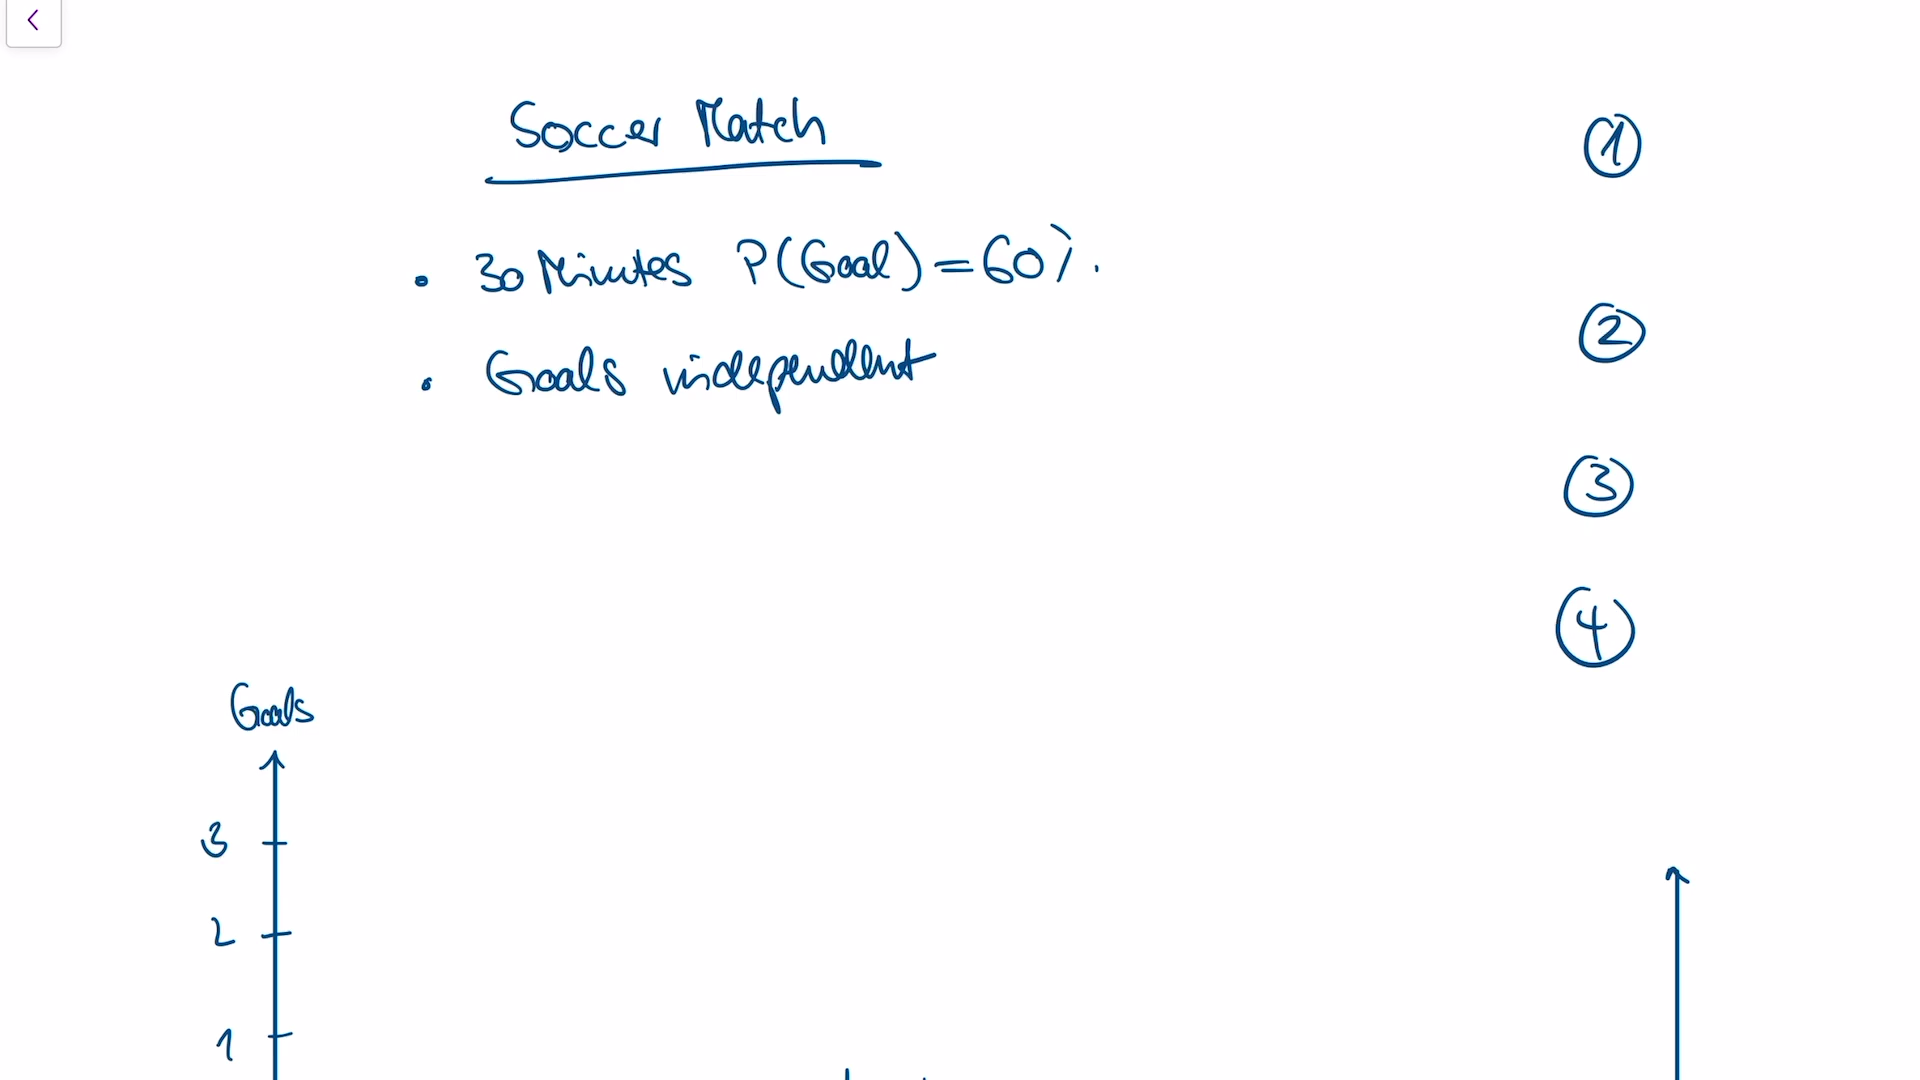 Soccer Match
• 30 Minutes P(Goal) = 60%.
• Goals independent
1
2
3
4
Goals
3
2
1